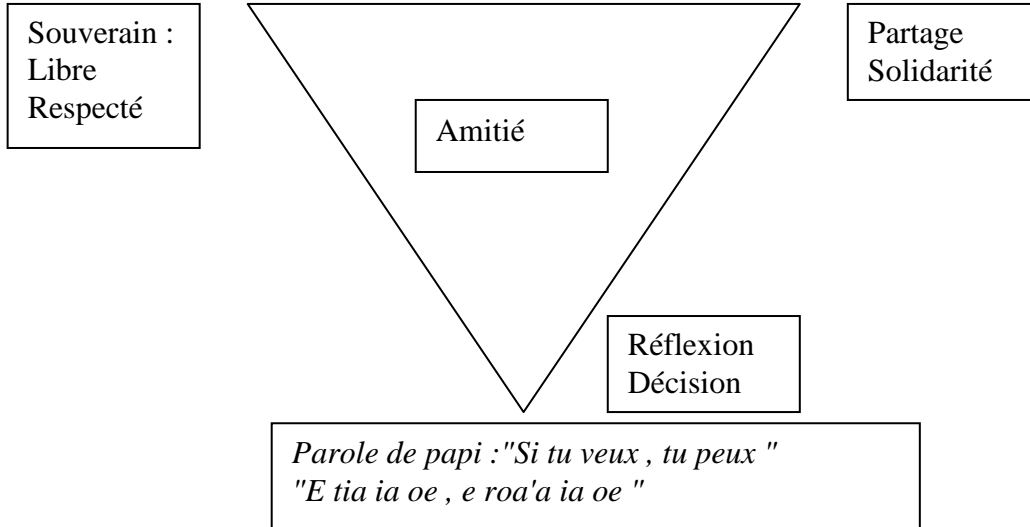 Souverain :
Libre
Respecté
Partage
Solidarité
Amitié
Réflexion
Décision
Parole de papi :"Si tu veux , tu peux "
"E tia ia oe , e roa'a ia oe "